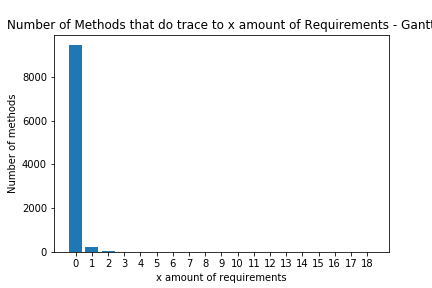 Number of Methods that do trace to x amount of Requirements - Gantt
8000
6000
4000
2000
0
Number of methods
0 1 2 3 4 5 6 7 8 9 10 11 12 13 14 15 16 17 18
x amount of requirements